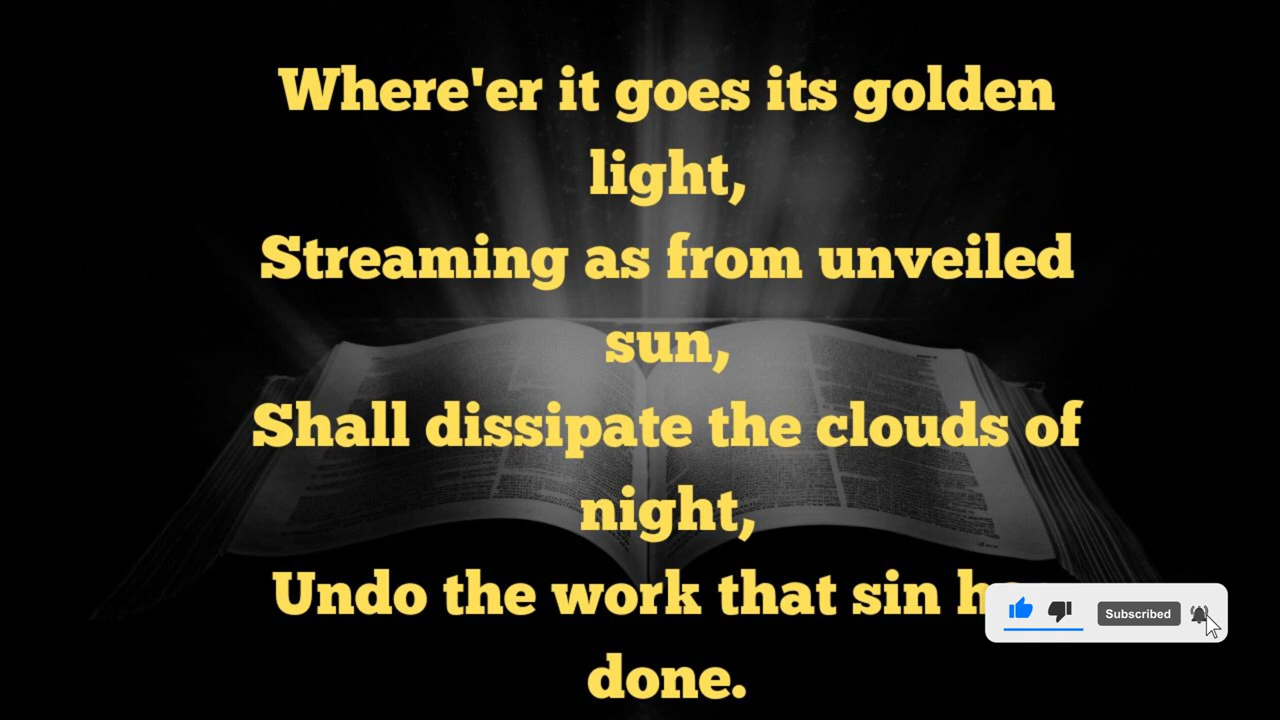 Where'er it goes its golden
light,
Streaming as from unveiled
sun,
Shall dissipate the clouds of
night,
Undo the work that sin
done.
Subscribed